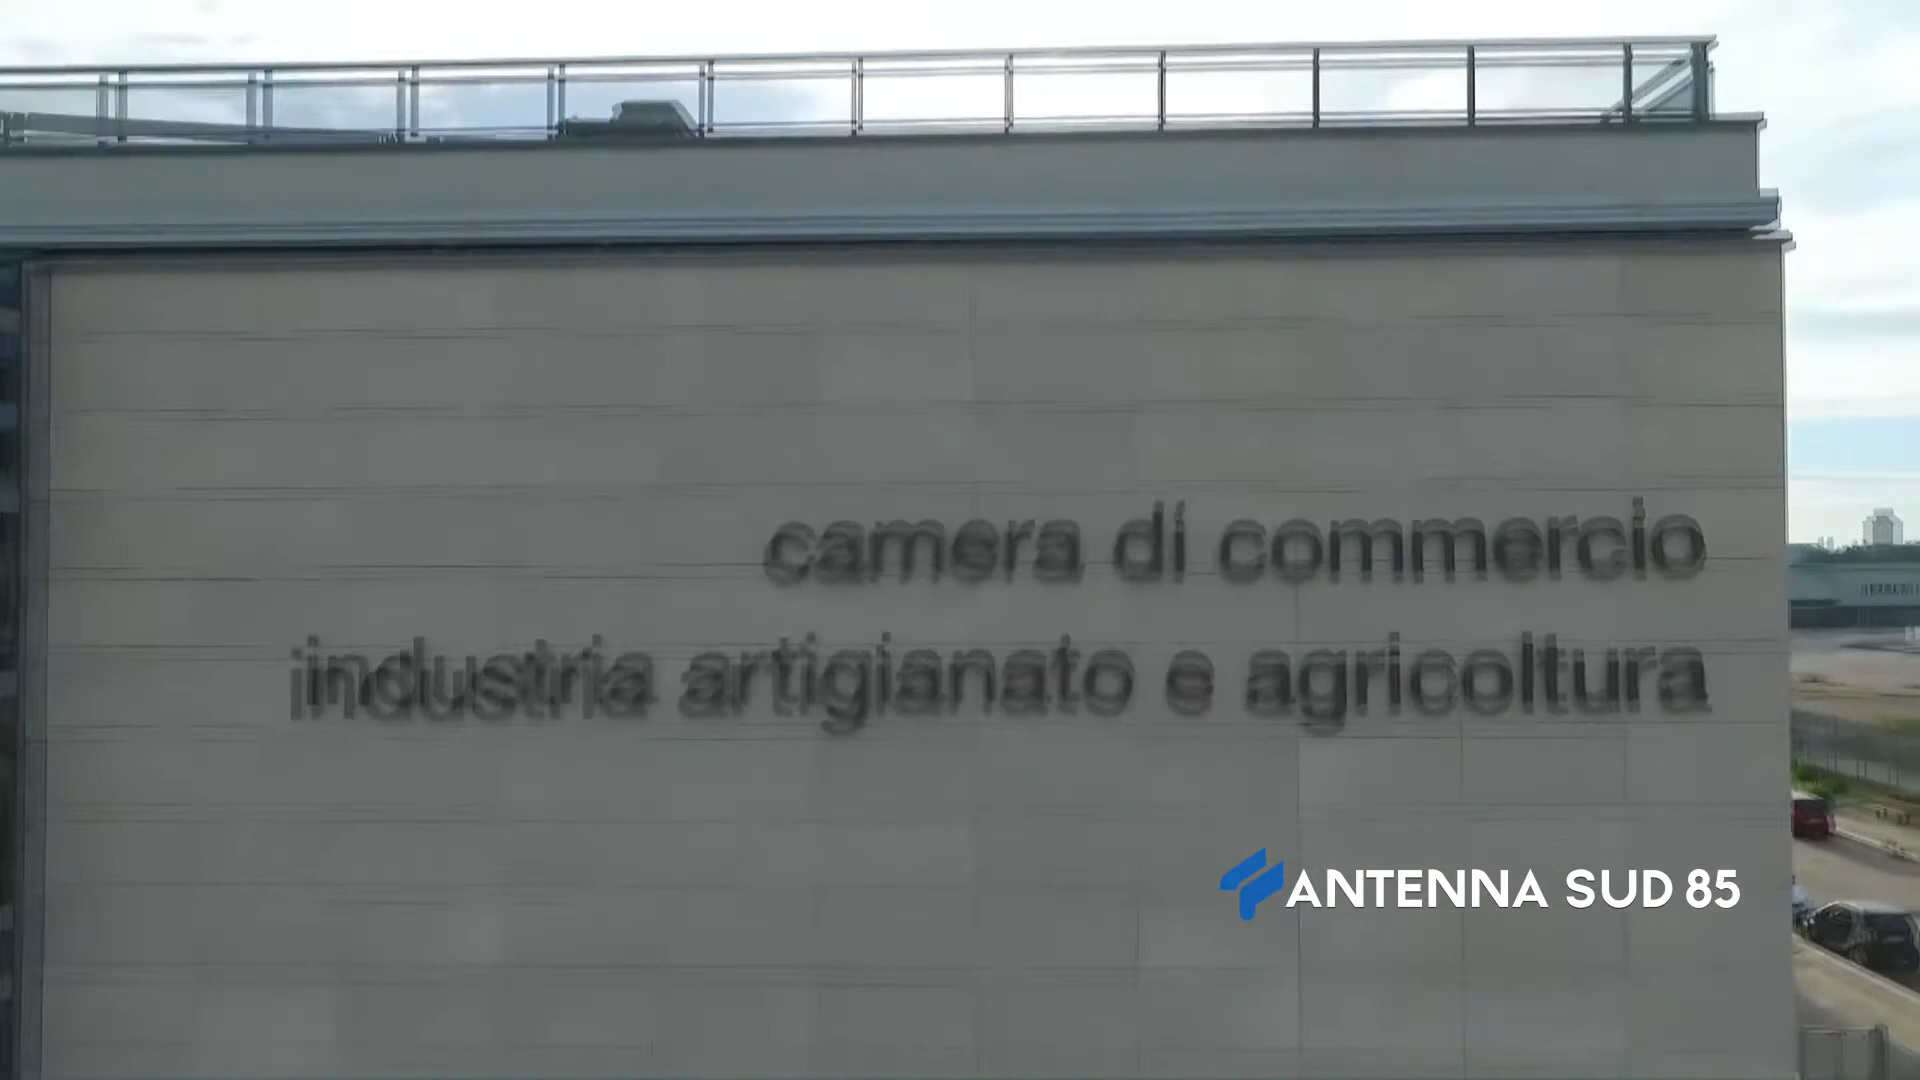 camera di commercio
industria artigianato e agricoltura
ANTENNA SUD 85